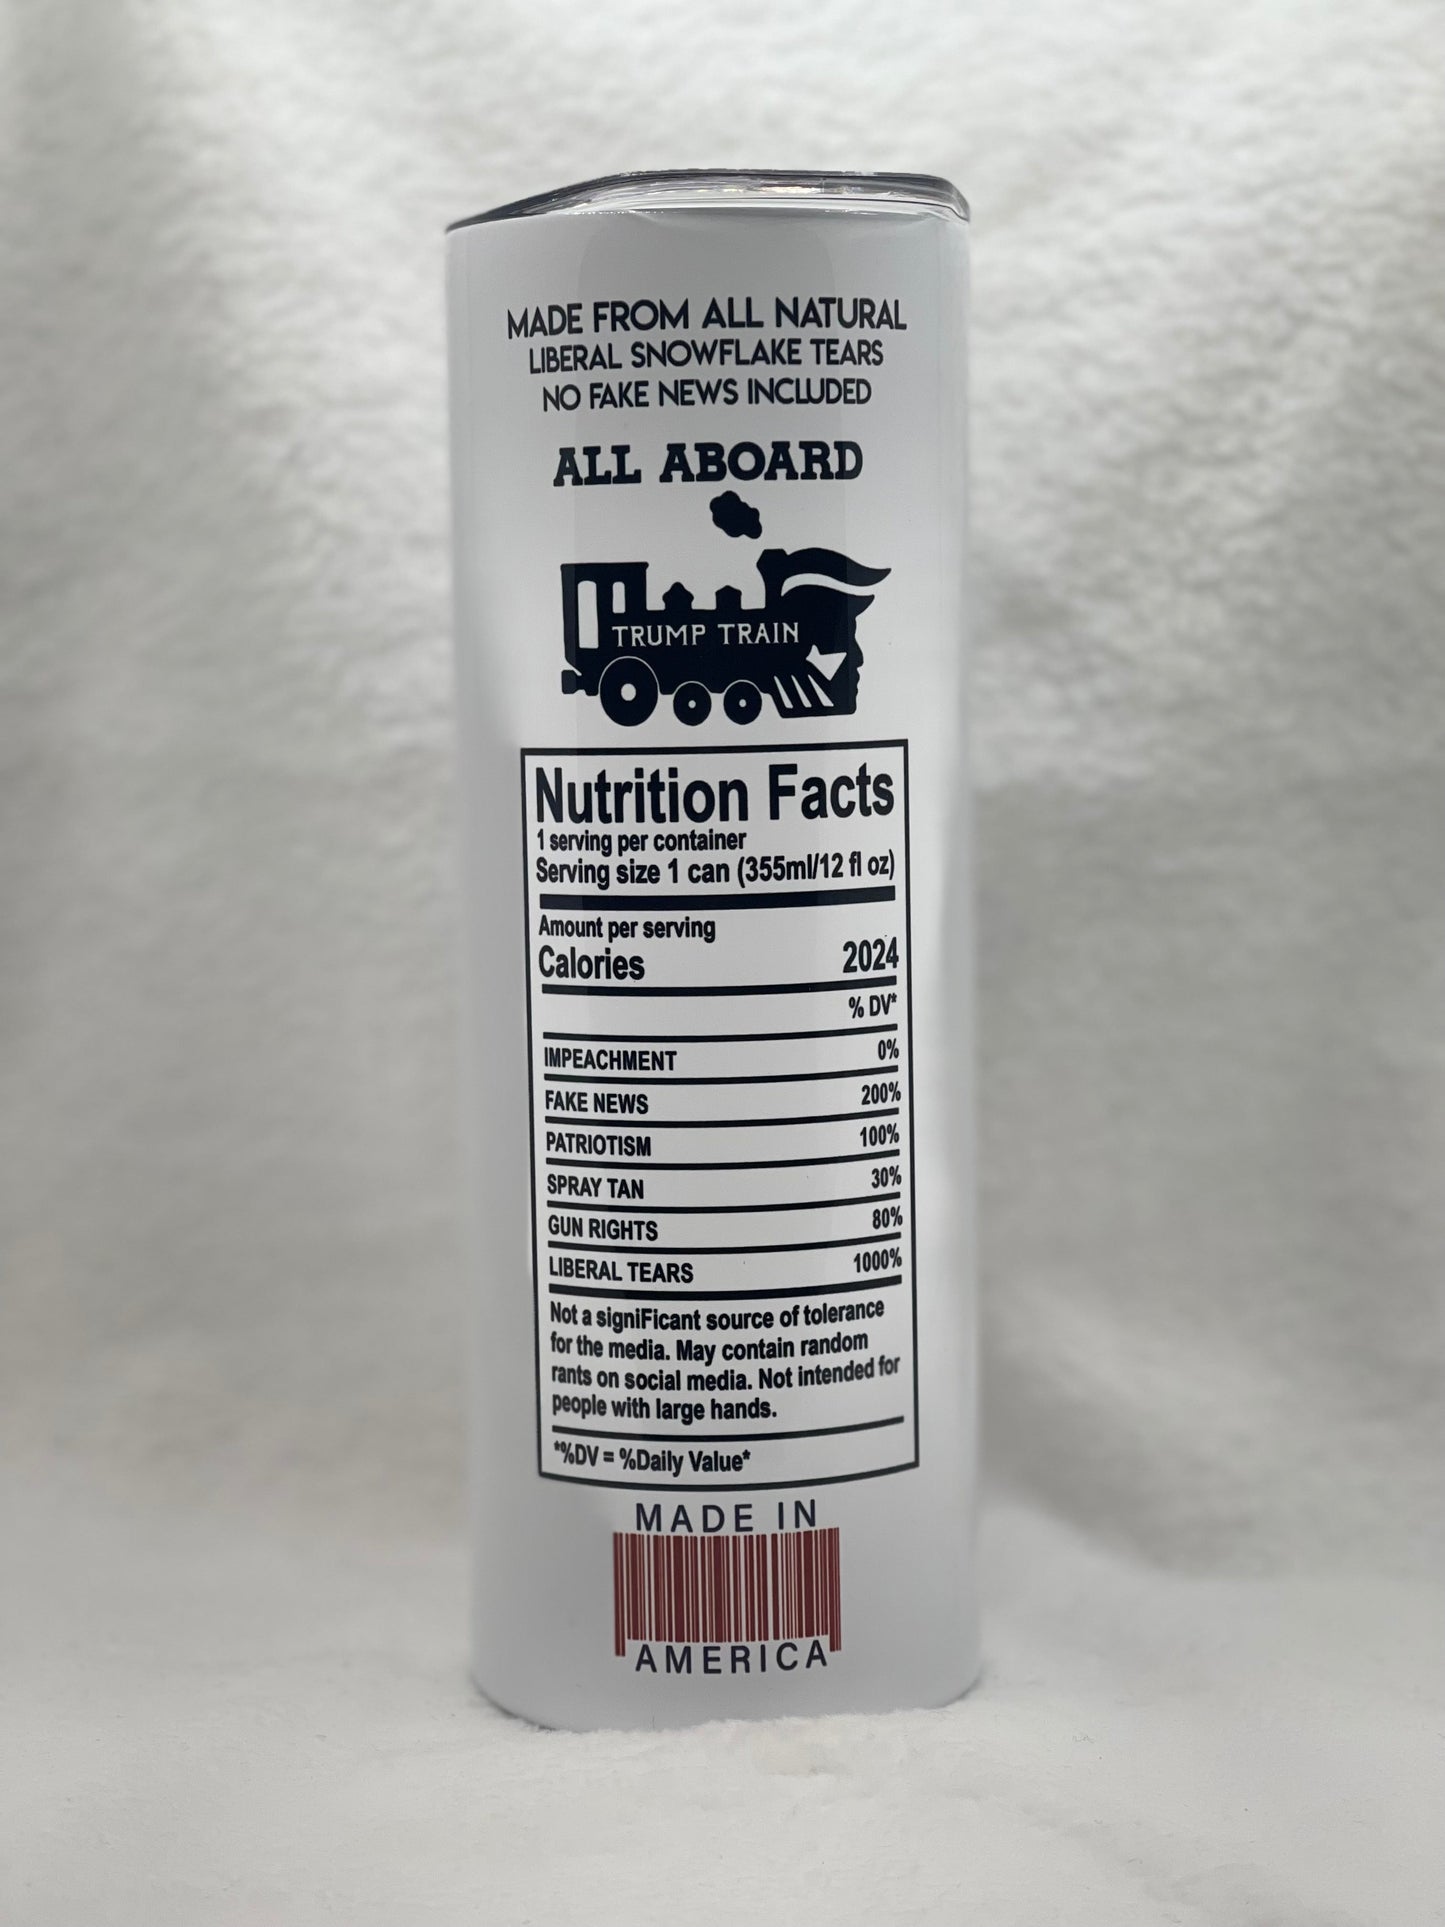 MADE FROM ALL NATURAL
LIBERAL SNOWFLAKE TEARS
NO FAKE NEWS INCLUDED
ALL ABOARD
TRUMP TRAIN
Nutrition Facts
1 serving per container
Serving size 1 can (355ml/12 fl oz)
Amount per serving
Calories 2024
% DV*
IMPEACHMENT 0%
FAKE NEWS 200%
PATRIOTISM 100%
SPRAY TAN 30%
GUN RIGHTS 80%
LIBERAL TEARS 1000%
Not a signiFicant source of tolerance
for the media. May contain random
rants on social media. Not intended for
people with large hands.
*%DV = %Daily Value*
MADE IN
AMERICA